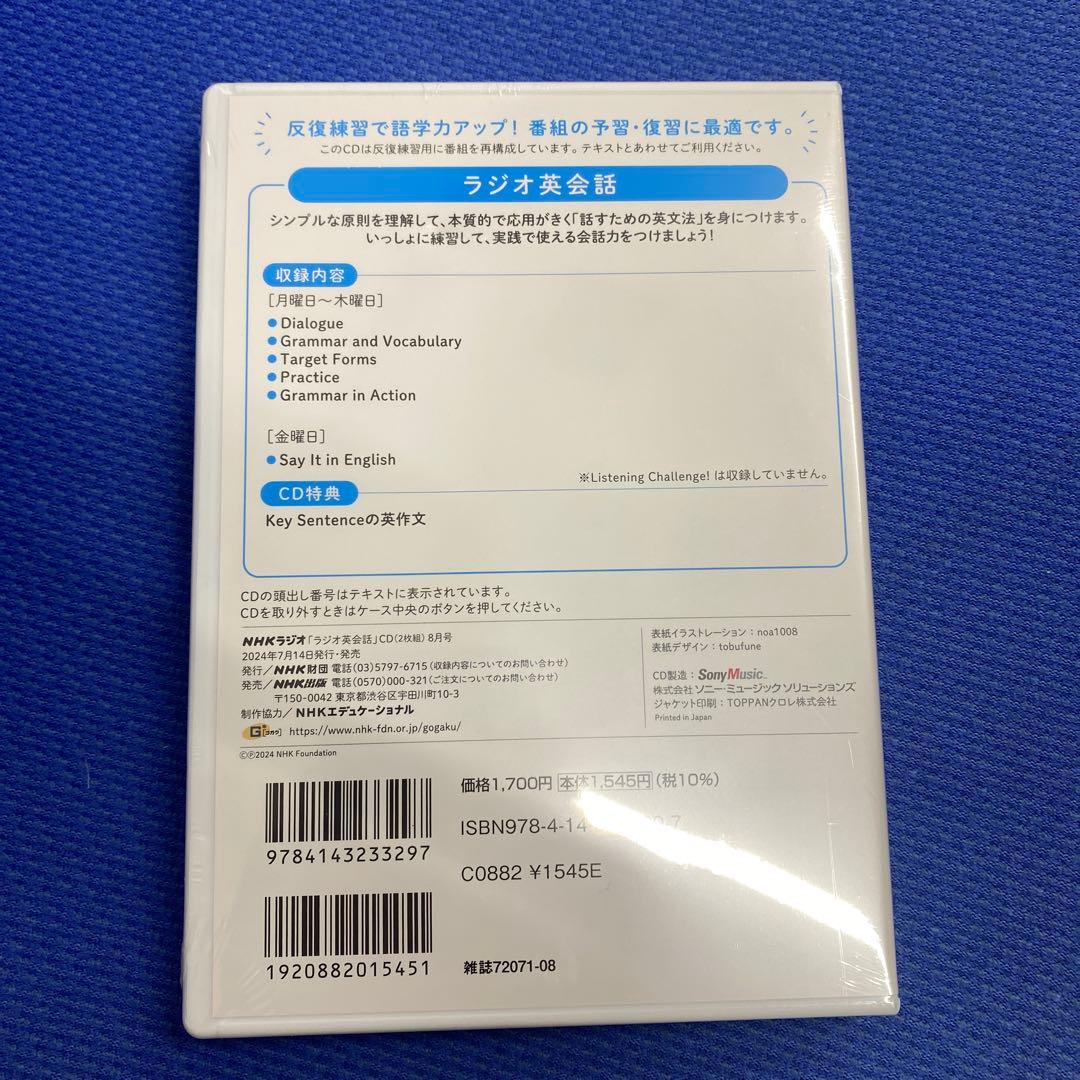 反復練習で語学力アップ! 番組の予習・復習に最適です。
このCDは反復練習用に番組を再構成しています。テキストとあわせてご利用ください。
ラジオ英会話
シンプルな原則を理解して、本質的で応用がきく「話すための英文法」を身につけます。
いっしょに練習して、実践で使える会話力をつけましょう!
収録内容
[月曜日〜木曜日]
● Dialogue
● Grammar and Vocabulary
● Target Forms
● Practice
● Grammar in Action
[金曜日]
● Say It in English
※Listening Challenge! は収録していません。
CD特典
Key Sentenceの英作文
CDの頭出し番号はテキストに表示されています。
CDを取り外すときはケース中央のボタンを押してください。
NHKラジオ「ラジオ英会話」CD(2枚組) 8月号
2024年7月14日発行・発売
発行/NHK財団 電話(03)5797-6715(収録内容についてのお問い合わせ)
発売/NHK出版 電話(0570)000-321(ご注文についてのお問い合わせ)
〒150-0042 東京都渋谷区宇田川町10-3
制作協力/NHKエデュケーショナル
Gi[ゴガク] https://www.nhk-fdn.or.jp/gogaku/
©Ⓟ2024 NHK Foundation
表紙イラストレーション:noa1008
表紙デザイン:tobufune
CD製造:Sony Music
株式会社 ソニー・ミュージックソリューションズ
ジャケット印刷:TOPPANクロレ株式会社
Printed in Japan
価格1,700円 本体1,545円 (税10%)
ISBN978-4-14-
C0882 ¥1545E
9784143233297
1920882015451
雑誌72071-08